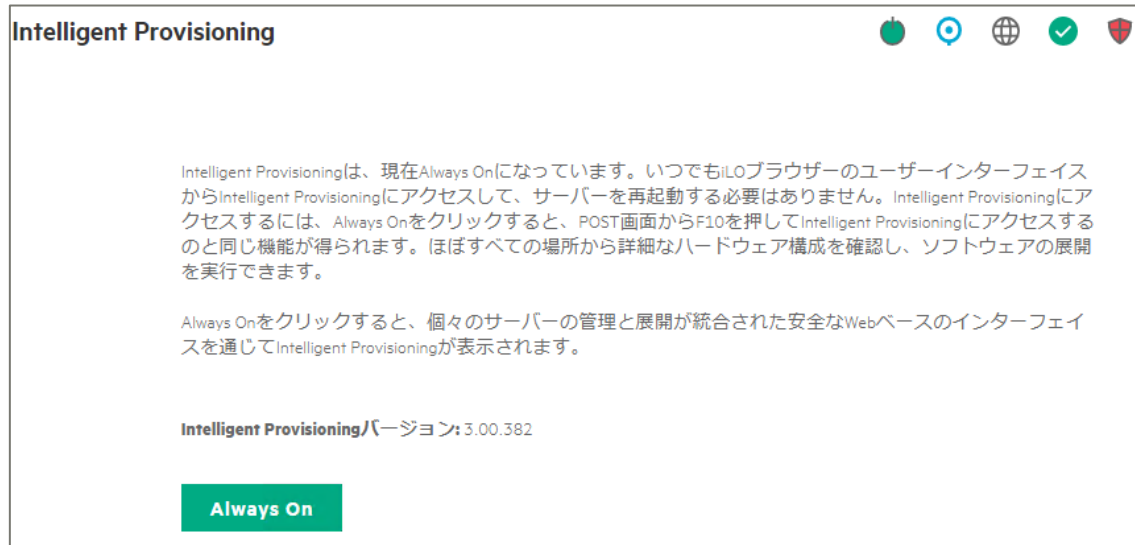 Intelligent Provisioning
Intelligent Provisioningは、現在Always Onになっています。いつでもiLOブラウザーのユーザーインターフェイス
からIntelligent Provisioningにアクセスして、サーバーを再起動する必要はありません。Intelligent Provisioningにア
クセスするには、Always Onをクリックすると、POST画面からF10を押してIntelligent Provisioningにアクセスする
のと同じ機能が得られます。ほぼすべての場所から詳細なハードウェア構成を確認し、ソフトウェアの展開
を実行できます。
Always Onをクリックすると、個々のサーバーの管理と展開が統合された安全なWebベースのインターフェイ
スを通じてIntelligent Provisioningが表示されます。
Intelligent Provisioningバージョン: 3.00.382
Always On